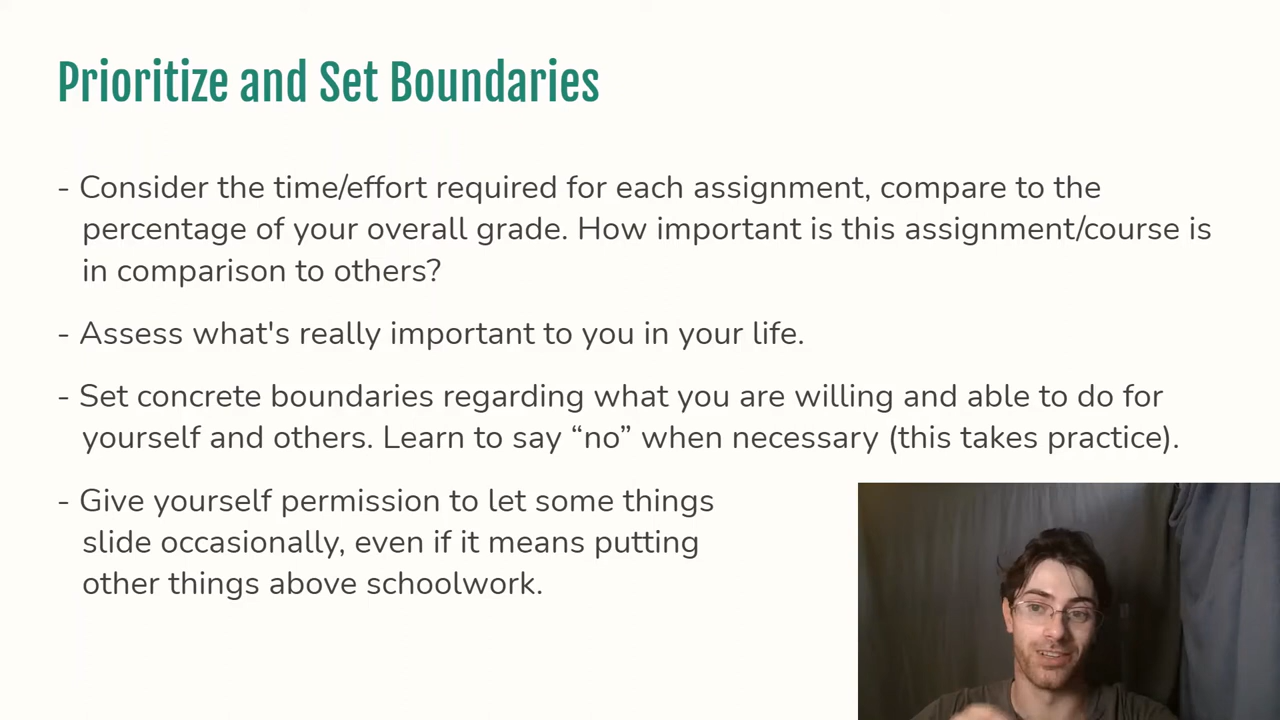 Prioritize and Set Boundaries
- Consider the time/effort required for each assignment, compare to the
percentage of your overall grade. How important is this assignment/course is
in comparison to others?
- Assess what's really important to you in your life.
- Set concrete boundaries regarding what you are willing and able to do for
yourself and others. Learn to say “no” when necessary (this takes practice).
- Give yourself permission to let some things
slide occasionally, even if it means putting
other things above schoolwork.